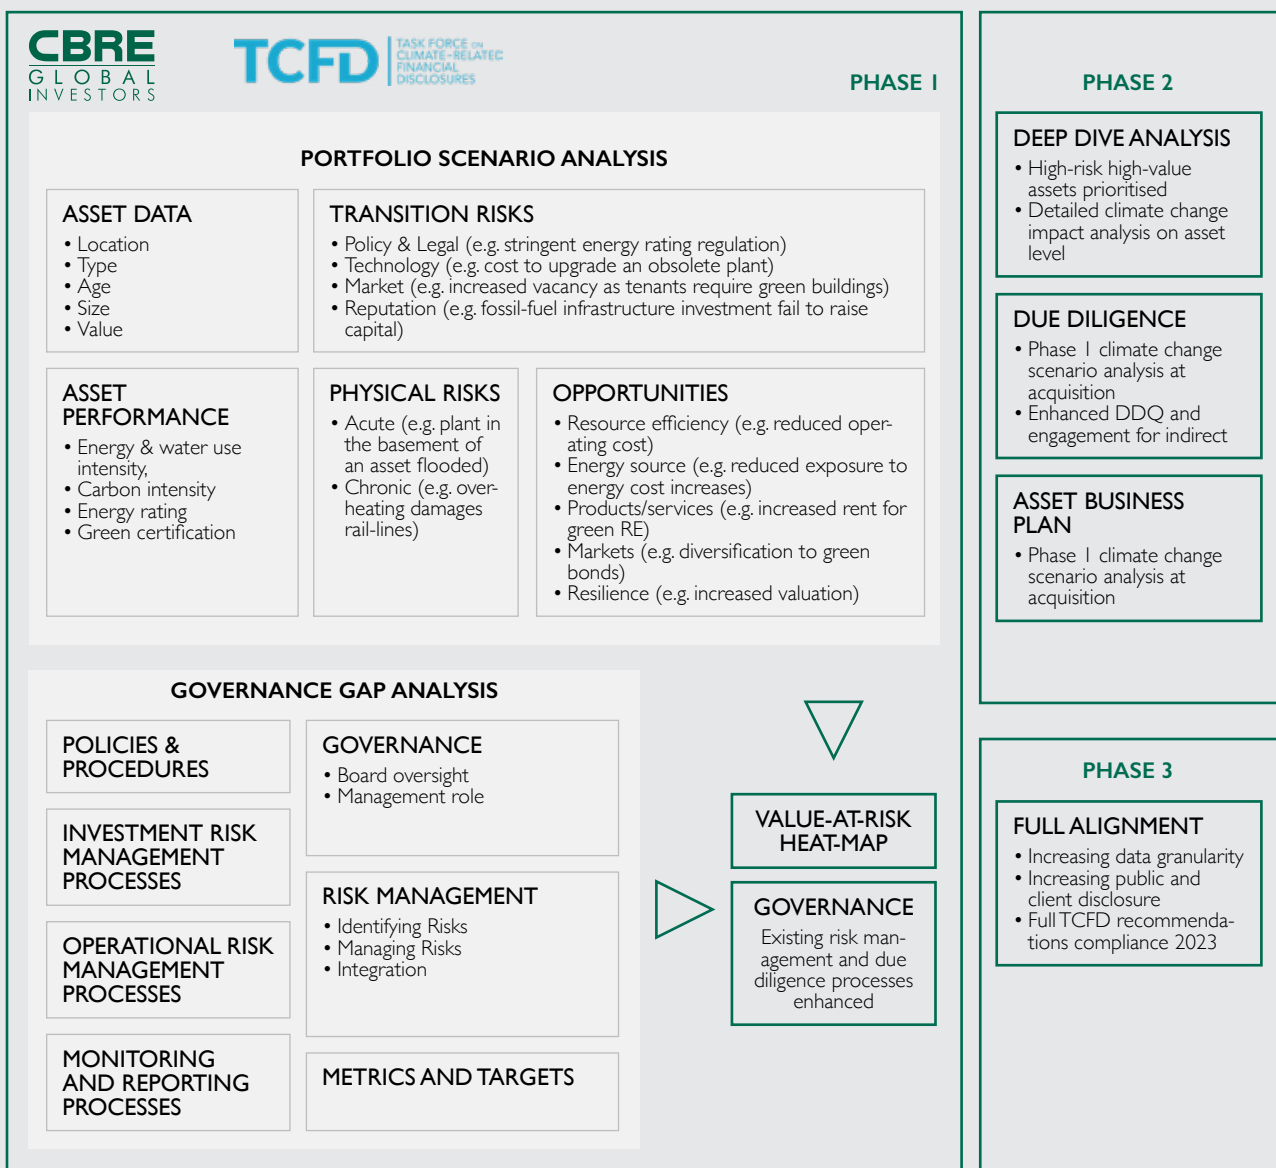 CBRE
GLOBAL
INVESTORS
TCFD
TASK FORCE ON
CLIMATE-RELATED
FINANCIAL
DISCLOSURES
PHASE 1
PORTFOLIO SCENARIO ANALYSIS
ASSET DATA
• Location
• Type
• Age
• Size
• Value
TRANSITION RISKS
• Policy & Legal (e.g. stringent energy rating regulation)
• Technology (e.g. cost to upgrade an obsolete plant)
• Market (e.g. increased vacancy as tenants require green buildings)
• Reputation (e.g. fossil-fuel infrastructure investment fail to raise
capital)
ASSET
PERFORMANCE
• Energy & water use
intensity,
• Carbon intensity
• Energy rating
• Green certification
PHYSICAL RISKS
• Acute (e.g. plant in
the basement of
an asset flooded)
• Chronic (e.g. over-
heating damages
rail-lines)
OPPORTUNITIES
• Resource efficiency (e.g. reduced oper-
ating cost)
• Energy source (e.g. reduced exposure to
energy cost increases)
• Products/services (e.g. increased rent for
green RE)
• Markets (e.g. diversification to green
bonds)
• Resilience (e.g. increased valuation)
GOVERNANCE GAP ANALYSIS
POLICIES &
PROCEDURES
INVESTMENT RISK
MANAGEMENT
PROCESSES
OPERATIONAL RISK
MANAGEMENT
PROCESSES
MONITORING
AND REPORTING
PROCESSES
GOVERNANCE
• Board oversight
• Management role
RISK MANAGEMENT
• Identifying Risks
• Managing Risks
• Integration
METRICS AND TARGETS
VALUE-AT-RISK
HEAT-MAP
GOVERNANCE
Existing risk man-
agement and due
diligence processes
enhanced
PHASE 2
DEEP DIVE ANALYSIS
• High-risk high-value
assets prioritised
• Detailed climate change
impact analysis on asset
level
DUE DILIGENCE
• Phase 1 climate change
scenario analysis at
acquisition
• Enhanced DDQ and
engagement for indirect
ASSET BUSINESS
PLAN
• Phase 1 climate change
scenario analysis at
acquisition
PHASE 3
FULL ALIGNMENT
• Increasing data granularity
• Increasing public and
client disclosure
• Full TCFD recommenda-
tions compliance 2023